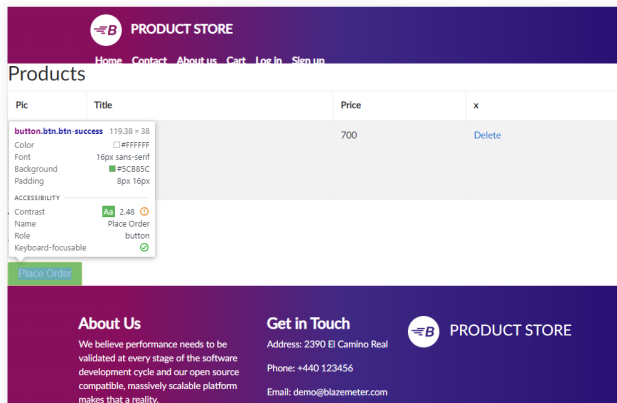 PRODUCT STORE
Home Contact About us Cart Log in Sign up
Products
Pic Title Price x
button.btn.btn-success 119.38 × 38
Color #FFFFFF
Font 16px sans-serif
Background #5CB85C
Padding 8px 16px
ACCESSIBILITY
Contrast Aa 2.48
Name Place Order
Role button
Keyboard-focusable
700 Delete
Place Order
About Us
We believe performance needs to be
validated at every stage of the software
development cycle and our open source
compatible, massively scalable platform
makes that a reality.
Get in Touch
Address: 2390 El Camino Real
Phone: +440 123456
Email: demo@blazemeter.com
B PRODUCT STORE